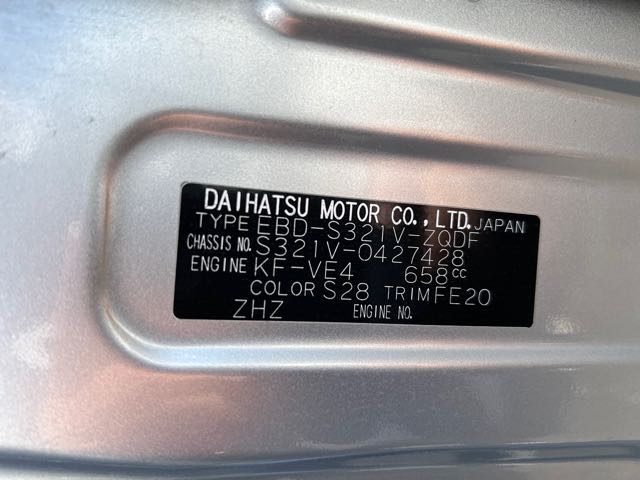 DAIHATSU MOTOR CO.,LTD. JAPAN
TYPE EBD-S321V-ZQDF
CHASSIS NO. S321V-0427428
ENGINE KF-VE4 658cc
COLOR S28 TRIM FE20
ZHZ ENGINE NO.